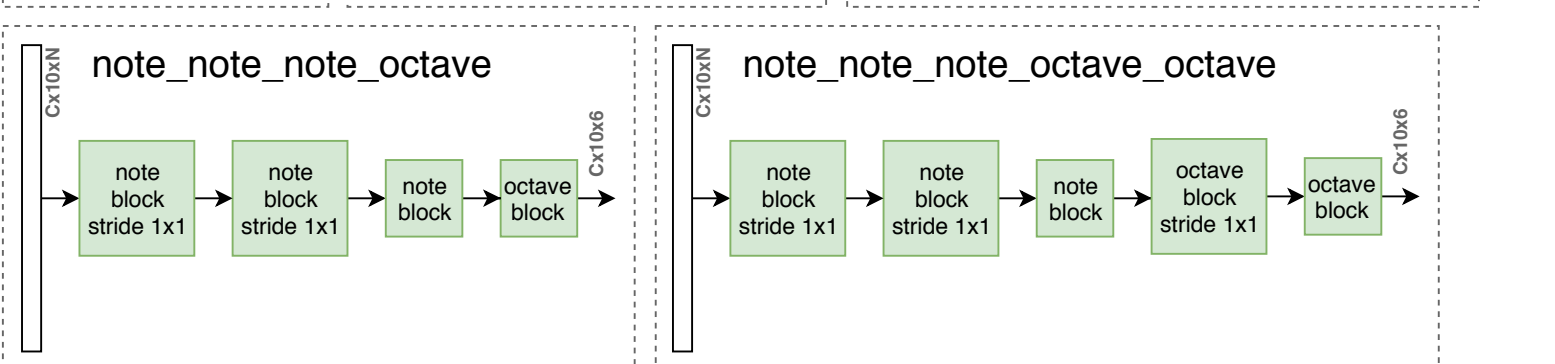 note_note_note_octave
Cx10xN
note
block
stride 1x1
note
block
stride 1x1
note
block
octave
block
Cx10x6
note_note_note_octave_octave
Cx10xN
note
block
stride 1x1
note
block
stride 1x1
note
block
octave
block
stride 1x1
octave
block
Cx10x6